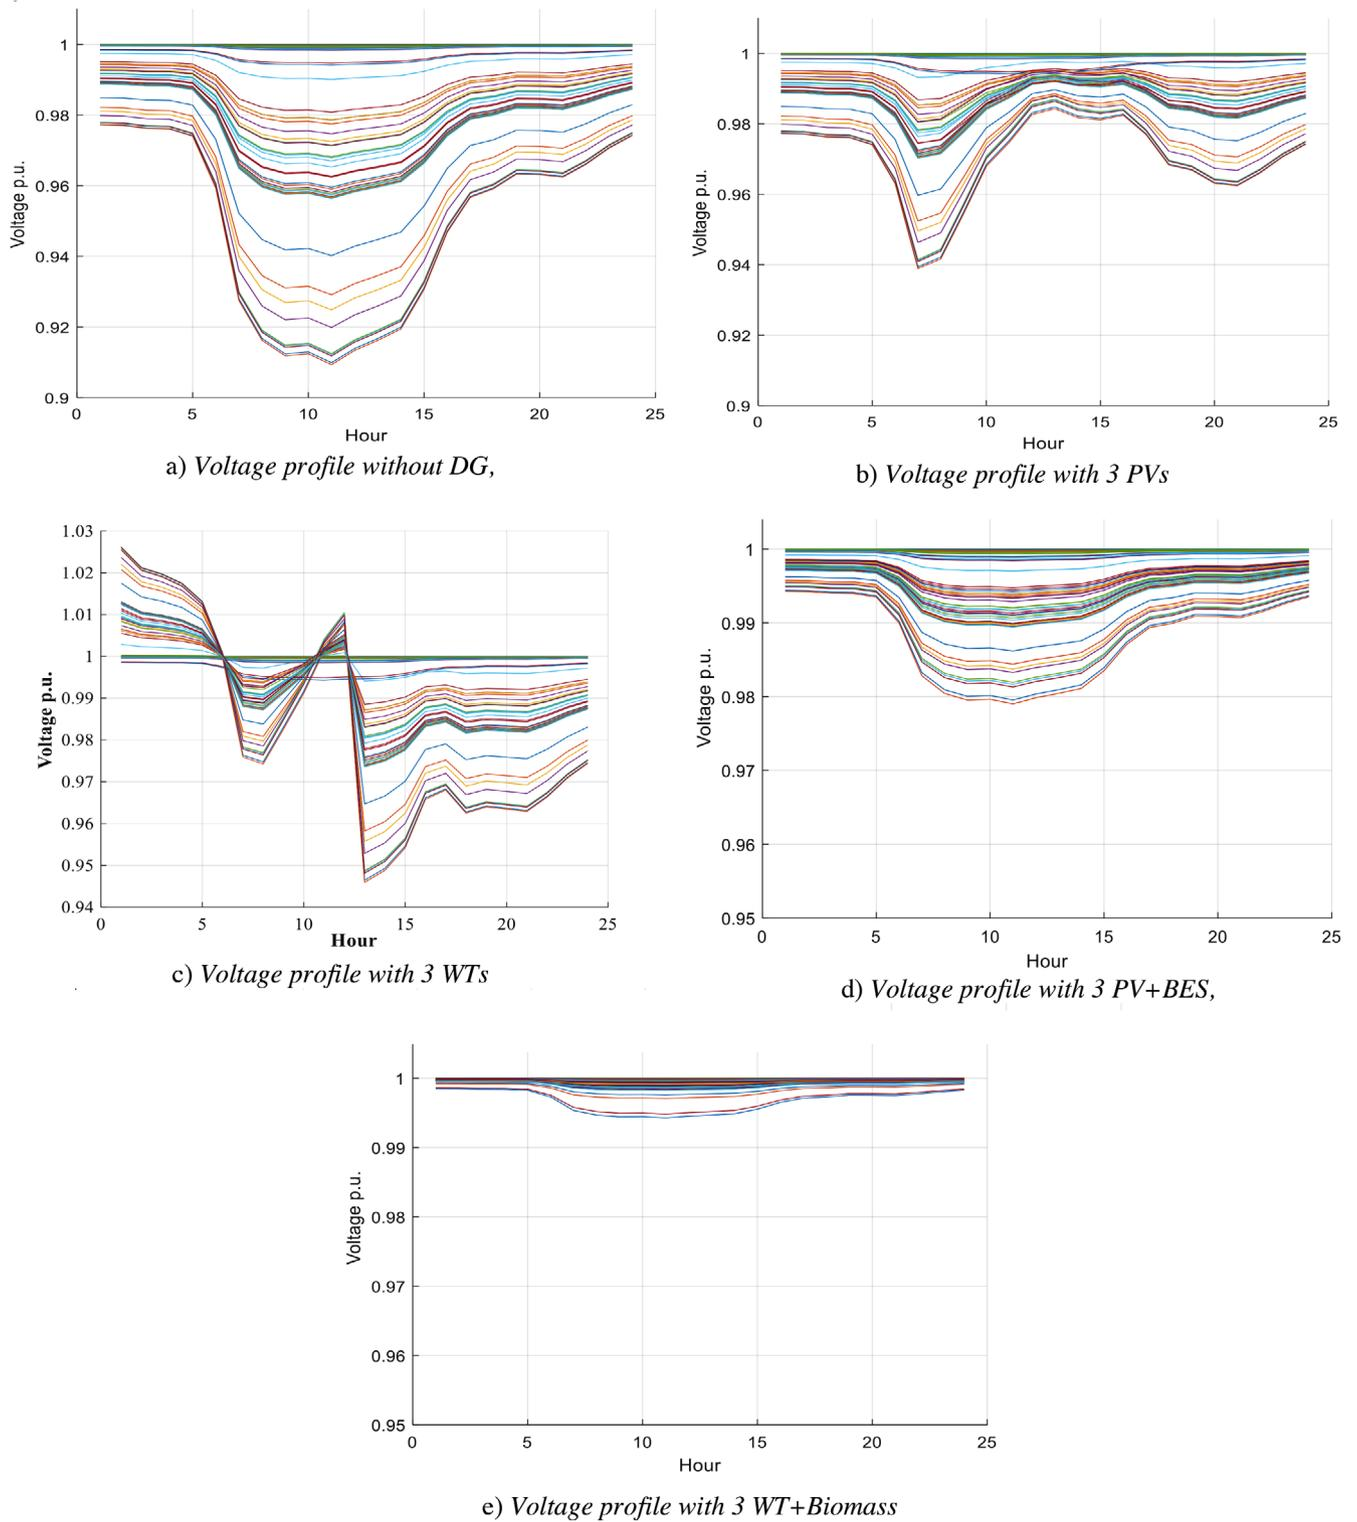 1
0.98
0.96
0.94
0.92
0.9
Voltage p.u.
0 5 10 15 20 25
Hour
a) Voltage profile without DG,
1
0.98
0.96
0.94
0.92
0.9
Voltage p.u.
0 5 10 15 20 25
Hour
b) Voltage profile with 3 PVs
1.03
1.02
1.01
1
0.99
0.98
0.97
0.96
0.95
0.94
Voltage p.u.
0 5 10 15 20 25
Hour
c) Voltage profile with 3 WTs
1
0.99
0.98
0.97
0.96
0.95
Voltage p.u.
0 5 10 15 20 25
Hour
d) Voltage profile with 3 PV+BES,
1
0.99
0.98
0.97
0.96
0.95
Voltage p.u.
0 5 10 15 20 25
Hour
e) Voltage profile with 3 WT+Biomass